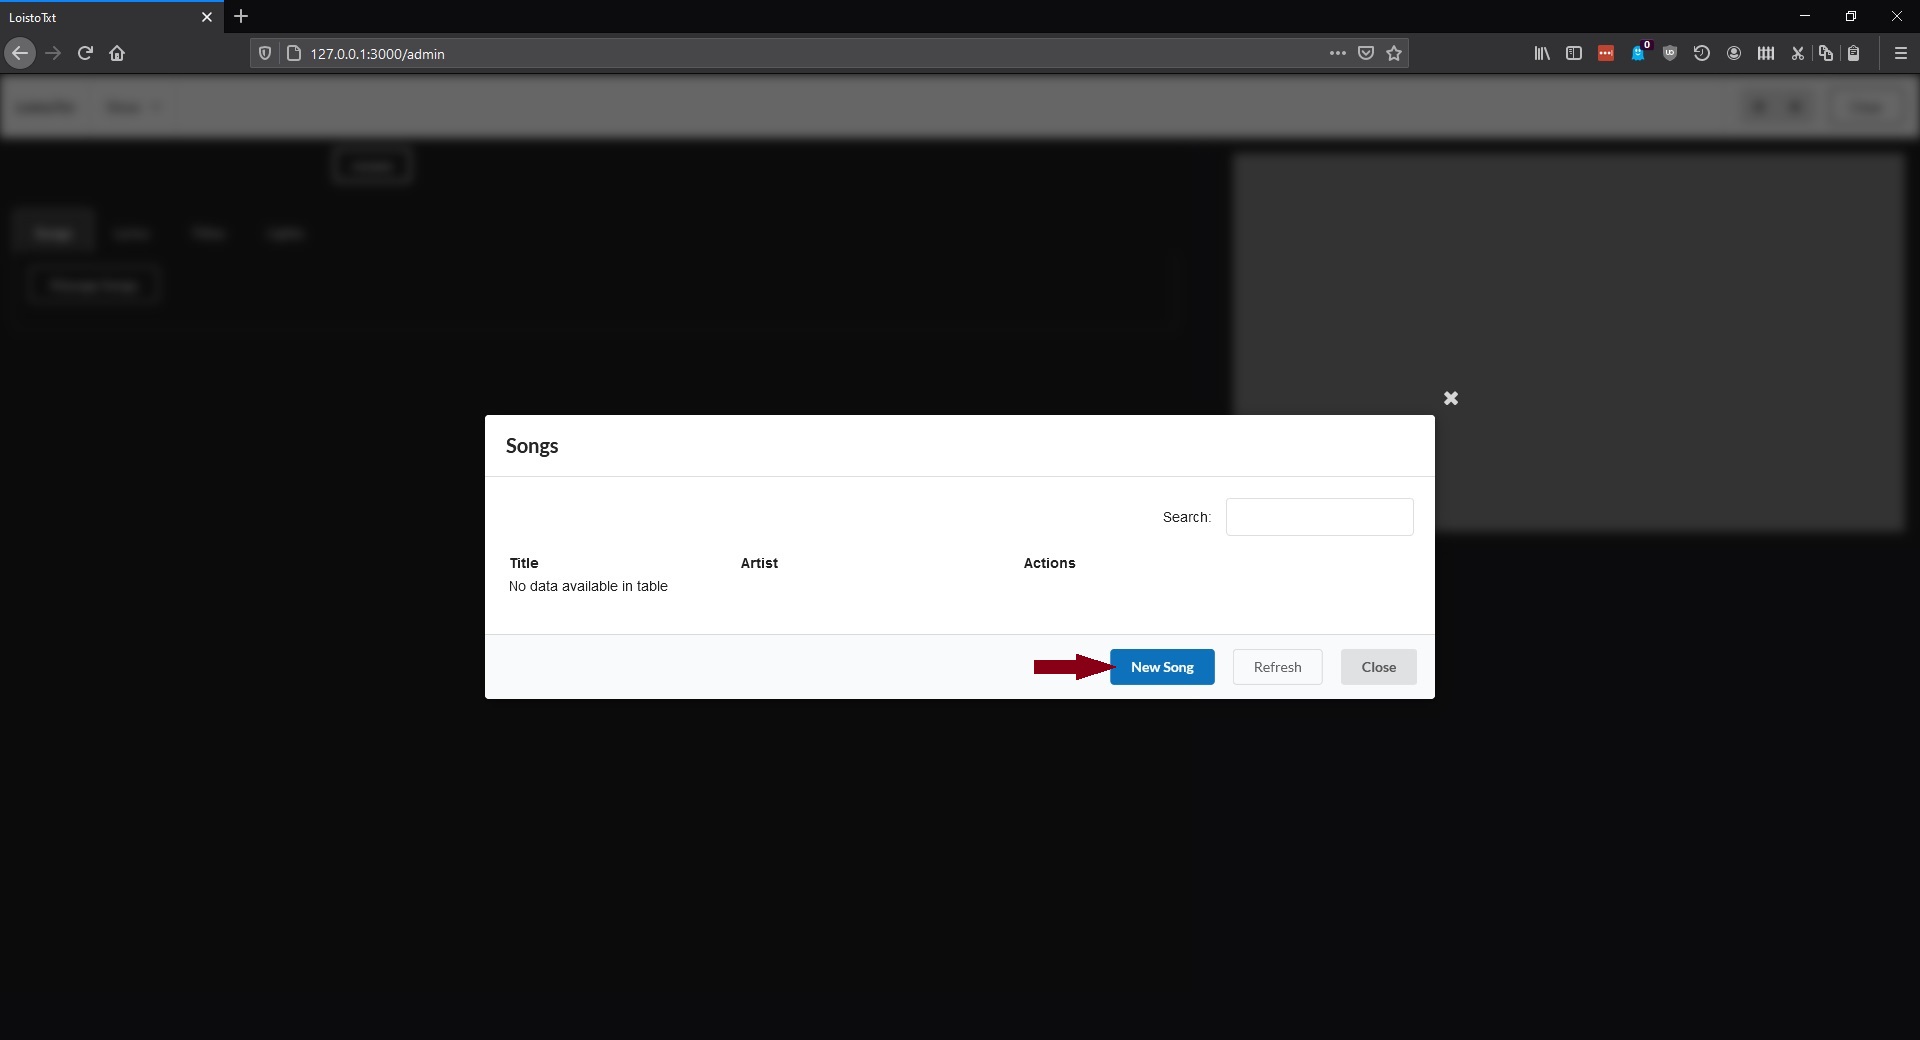 LoistoTxt
127.0.0.1:3000/admin
0
Songs
Search:
Title Artist Actions
No data available in table
New Song Refresh Close